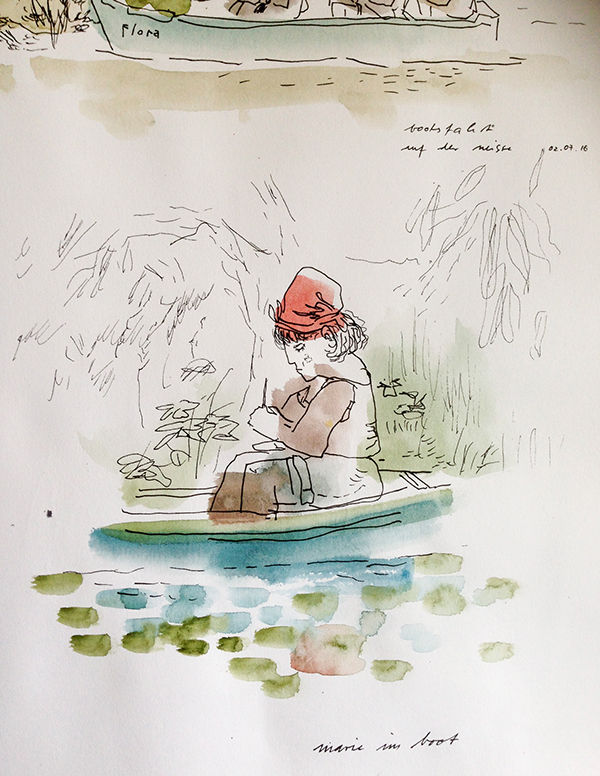 flora
bootsfahrt
auf der neisse 02.07.16
marie im boot